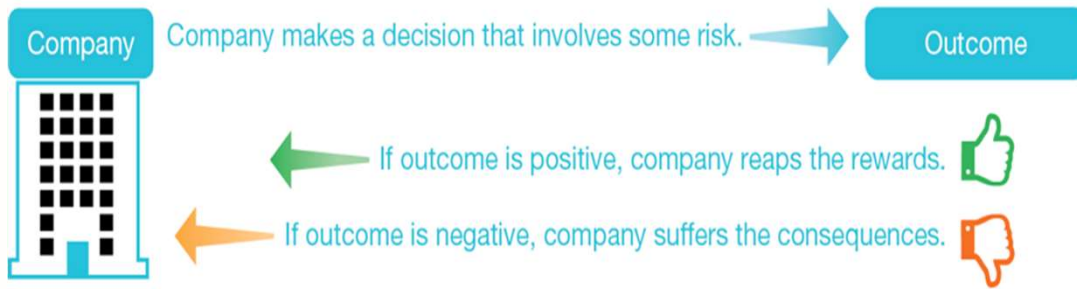 Company
Company makes a decision that involves some risk.
Outcome
If outcome is positive, company reaps the rewards.
If outcome is negative, company suffers the consequences.